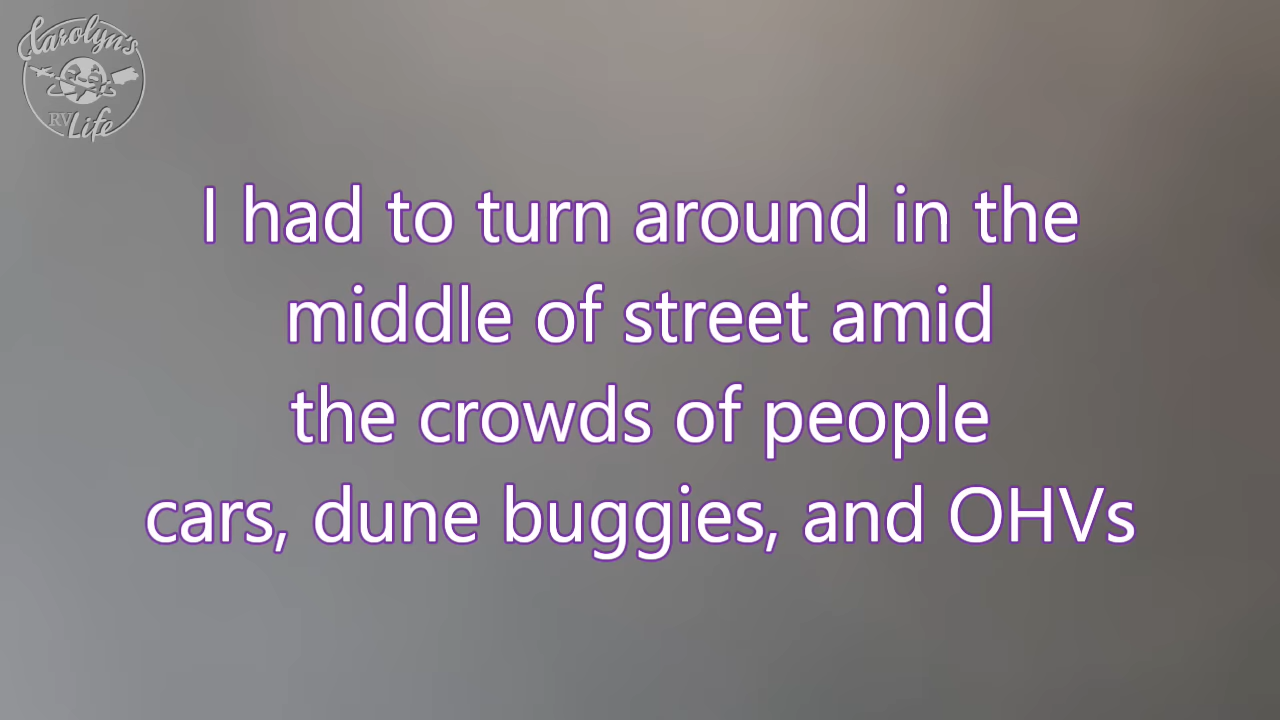 Carolyn's
RV Life
I had to turn around in the
middle of street amid
the crowds of people
cars, dune buggies, and OHVs